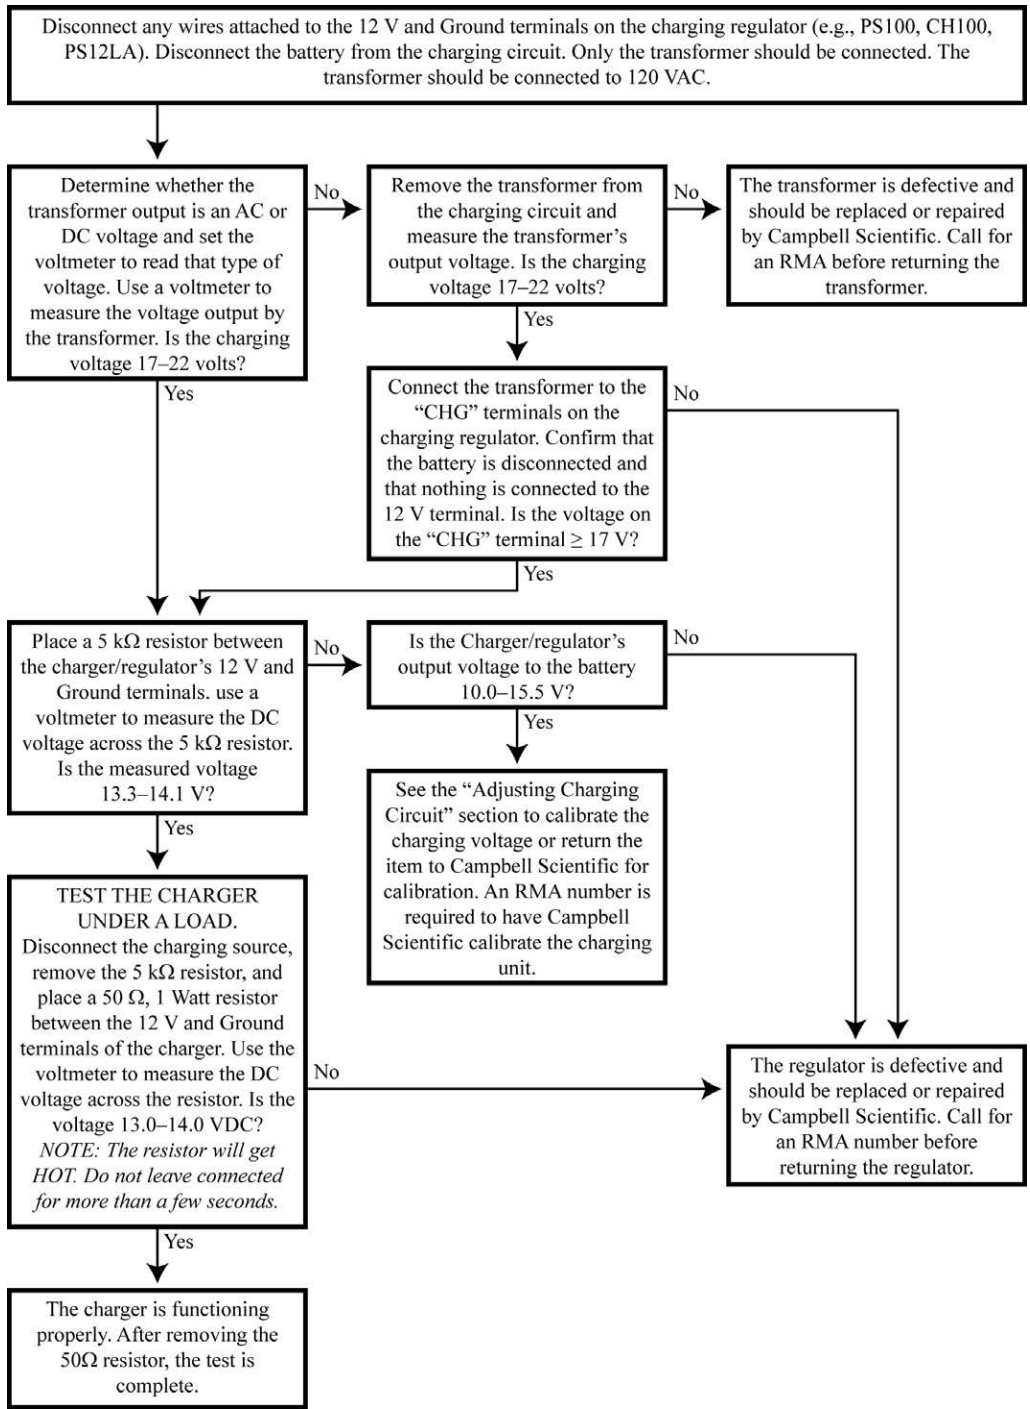 Disconnect any wires attached to the 12 V and Ground terminals on the charging regulator (e.g., PS100, CH100,
PS12LA). Disconnect the battery from the charging circuit. Only the transformer should be connected. The
transformer should be connected to 120 VAC.
Determine whether the
transformer output is an AC or
DC voltage and set the
voltmeter to read that type of
voltage. Use a voltmeter to
measure the voltage output by
the transformer. Is the charging
voltage 17–22 volts?
No
Remove the transformer from
the charging circuit and
measure the transformer’s
output voltage. Is the charging
voltage 17–22 volts?
No
The transformer is defective and
should be replaced or repaired
by Campbell Scientific. Call for
an RMA before returning the
transformer.
Yes
Yes
Connect the transformer to the
“CHG” terminals on the
charging regulator. Confirm that
the battery is disconnected and
that nothing is connected to the
12 V terminal. Is the voltage on
the “CHG” terminal ≥ 17 V?
No
Yes
Place a 5 kΩ resistor between
the charger/regulator’s 12 V and
Ground terminals. use a
voltmeter to measure the DC
voltage across the 5 kΩ resistor.
Is the measured voltage
13.3–14.1 V?
No
Is the Charger/regulator’s
output voltage to the battery
10.0–15.5 V?
No
Yes
See the “Adjusting Charging
Circuit” section to calibrate the
charging voltage or return the
item to Campbell Scientific for
calibration. An RMA number is
required to have Campbell
Scientific calibrate the charging
unit.
Yes
TEST THE CHARGER
UNDER A LOAD.
Disconnect the charging source,
remove the 5 kΩ resistor, and
place a 50 Ω, 1 Watt resistor
between the 12 V and Ground
terminals of the charger. Use the
voltmeter to measure the DC
voltage across the resistor. Is the
voltage 13.0–14.0 VDC?
NOTE: The resistor will get
HOT. Do not leave connected
for more than a few seconds.
No
The regulator is defective and
should be replaced or repaired
by Campbell Scientific. Call for
an RMA number before
returning the regulator.
Yes
The charger is functioning
properly. After removing the
50Ω resistor, the test is
complete.